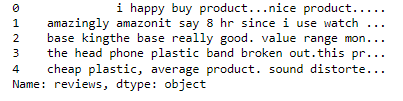 0 i happy buy product...nice product.....
1 amazingly amazonit say 8 hr since i use watch ...
2 base kingthe base really good. value range mon...
3 the head phone plastic band broken out.this pr...
4 cheap plastic, average product. sound distorte...
Name: reviews, dtype: object